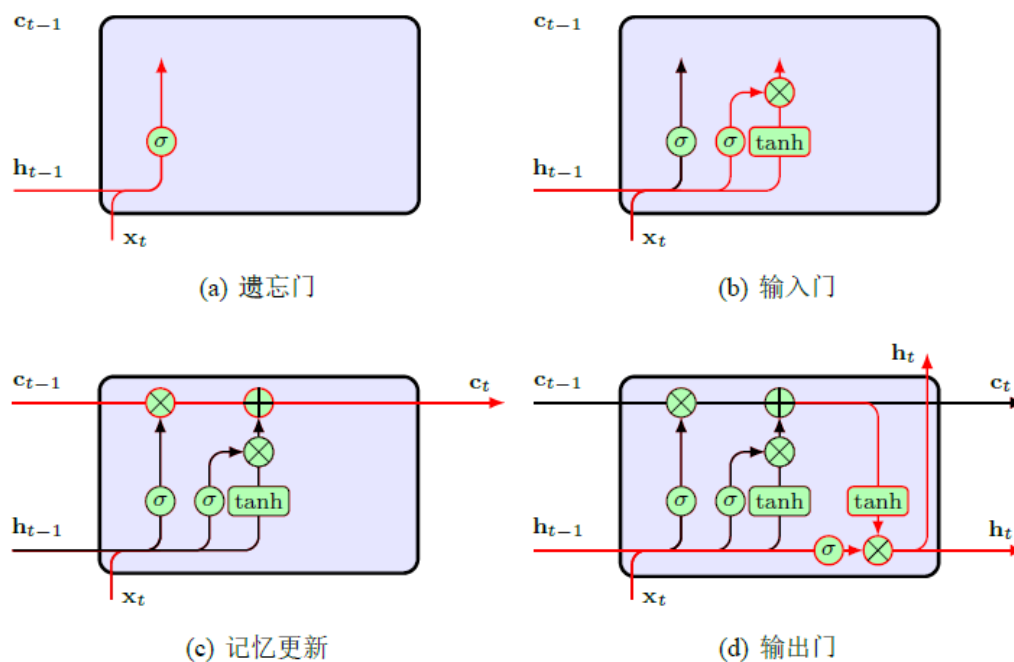 c_{t-1} c_{t-1}
σ σ σ tanh
h_{t-1} h_{t-1}
x_t x_t
(a) 遗忘门 (b) 输入门
h_t
c_{t-1} c_t c_{t-1} c_t
σ σ tanh σ σ tanh tanh
h_{t-1} h_{t-1} σ h_t
x_t x_t
(c) 记忆更新 (d) 输出门